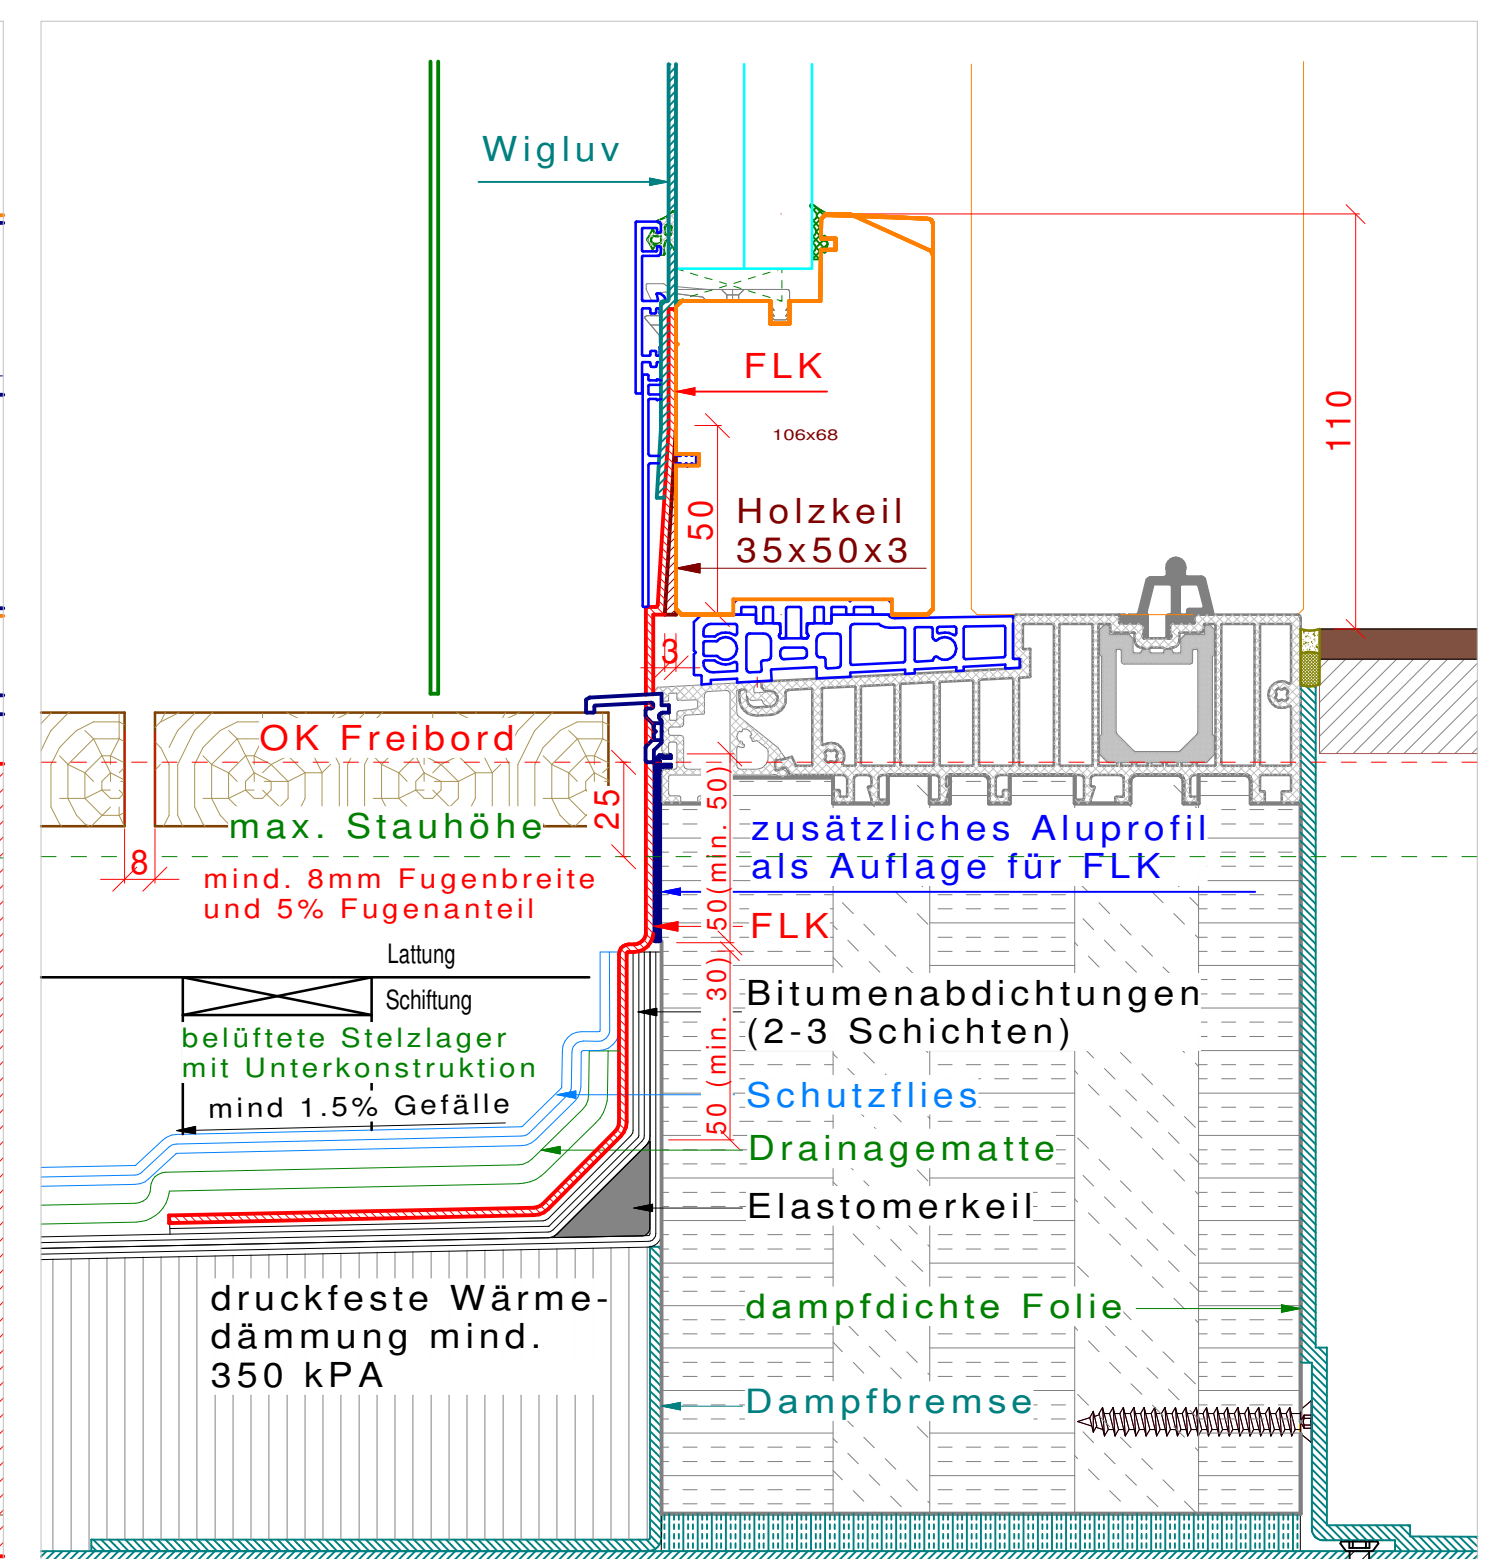 Wigluv
FLK
110
106x68
50
Holzkeil
35x50x3
3
OK Freibord
25
max. Stauhöhe
8
mind. 8mm Fugenbreite
und 5% Fugenanteil
50(min. 50)
zusätzliches Aluprofil
als Auflage für FLK
FLK
Lattung
Schiftung
50 (min. 30)
Bitumenabdichtungen
(2-3 Schichten)
belüftete Stelzlager
mit Unterkonstruktion
mind 1.5% Gefälle
Schutzflies
Drainagematte
Elastomerkeil
druckfeste Wärme-
dämmung mind.
350 kPA
dampfdichte Folie
Dampfbremse